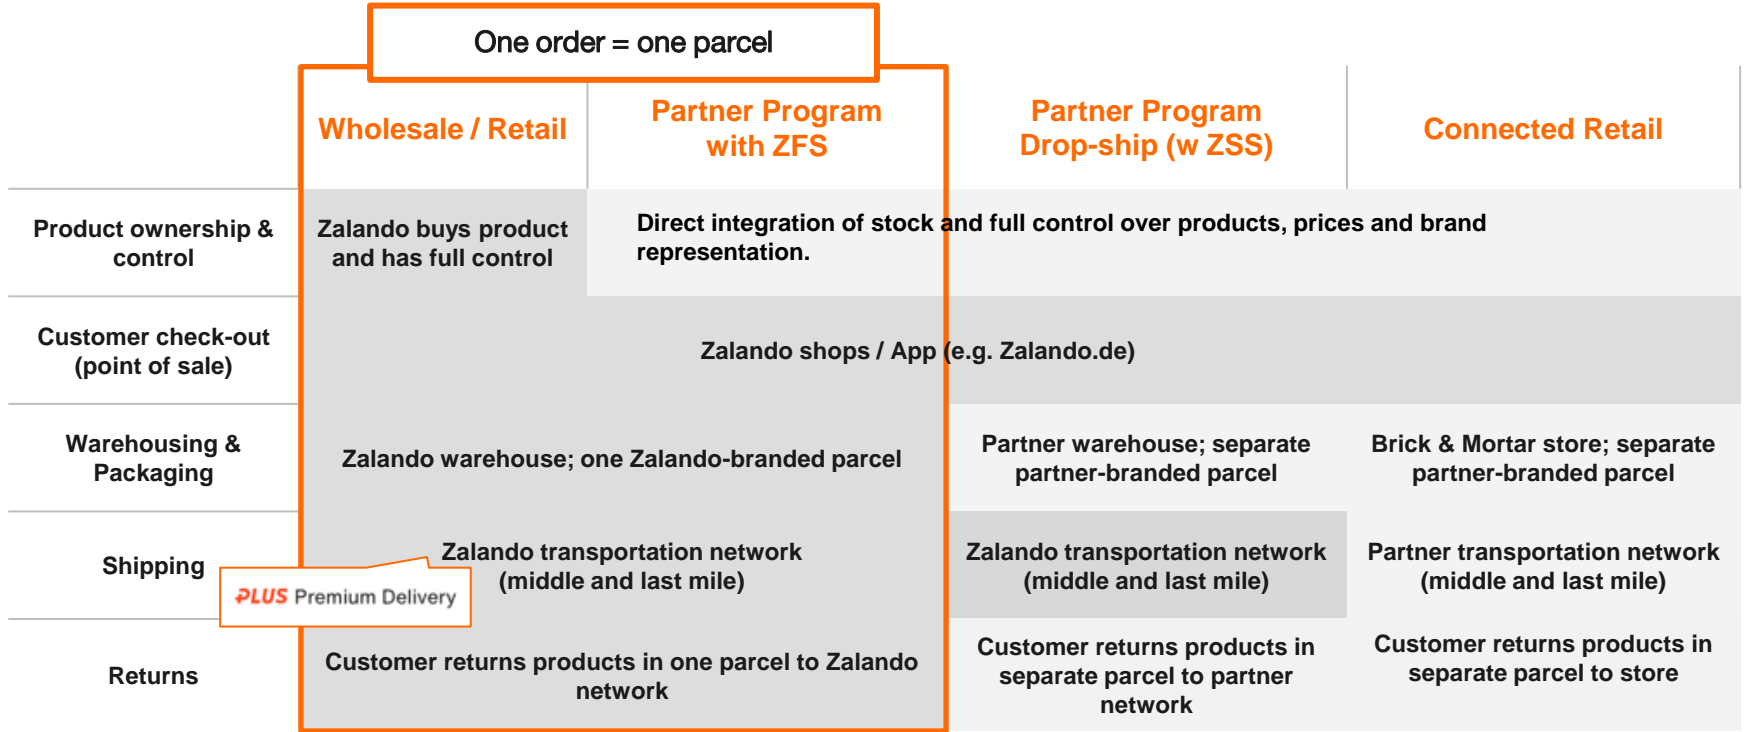 One order = one parcel
Wholesale / Retail
Partner Program
with ZFS
Partner Program
Drop-ship (w ZSS)
Connected Retail
Product ownership &
control
Zalando buys product
and has full control
Direct integration of stock and full control over products, prices and brand
representation.
Customer check-out
(point of sale)
Zalando shops / App (e.g. Zalando.de)
Warehousing &
Packaging
Zalando warehouse; one Zalando-branded parcel
Partner warehouse; separate
partner-branded parcel
Brick & Mortar store; separate
partner-branded parcel
Shipping
PLUS Premium Delivery
Zalando transportation network
(middle and last mile)
Zalando transportation network
(middle and last mile)
Partner transportation network
(middle and last mile)
Returns
Customer returns products in one parcel to Zalando
network
Customer returns products in
separate parcel to partner
network
Customer returns products in
separate parcel to store